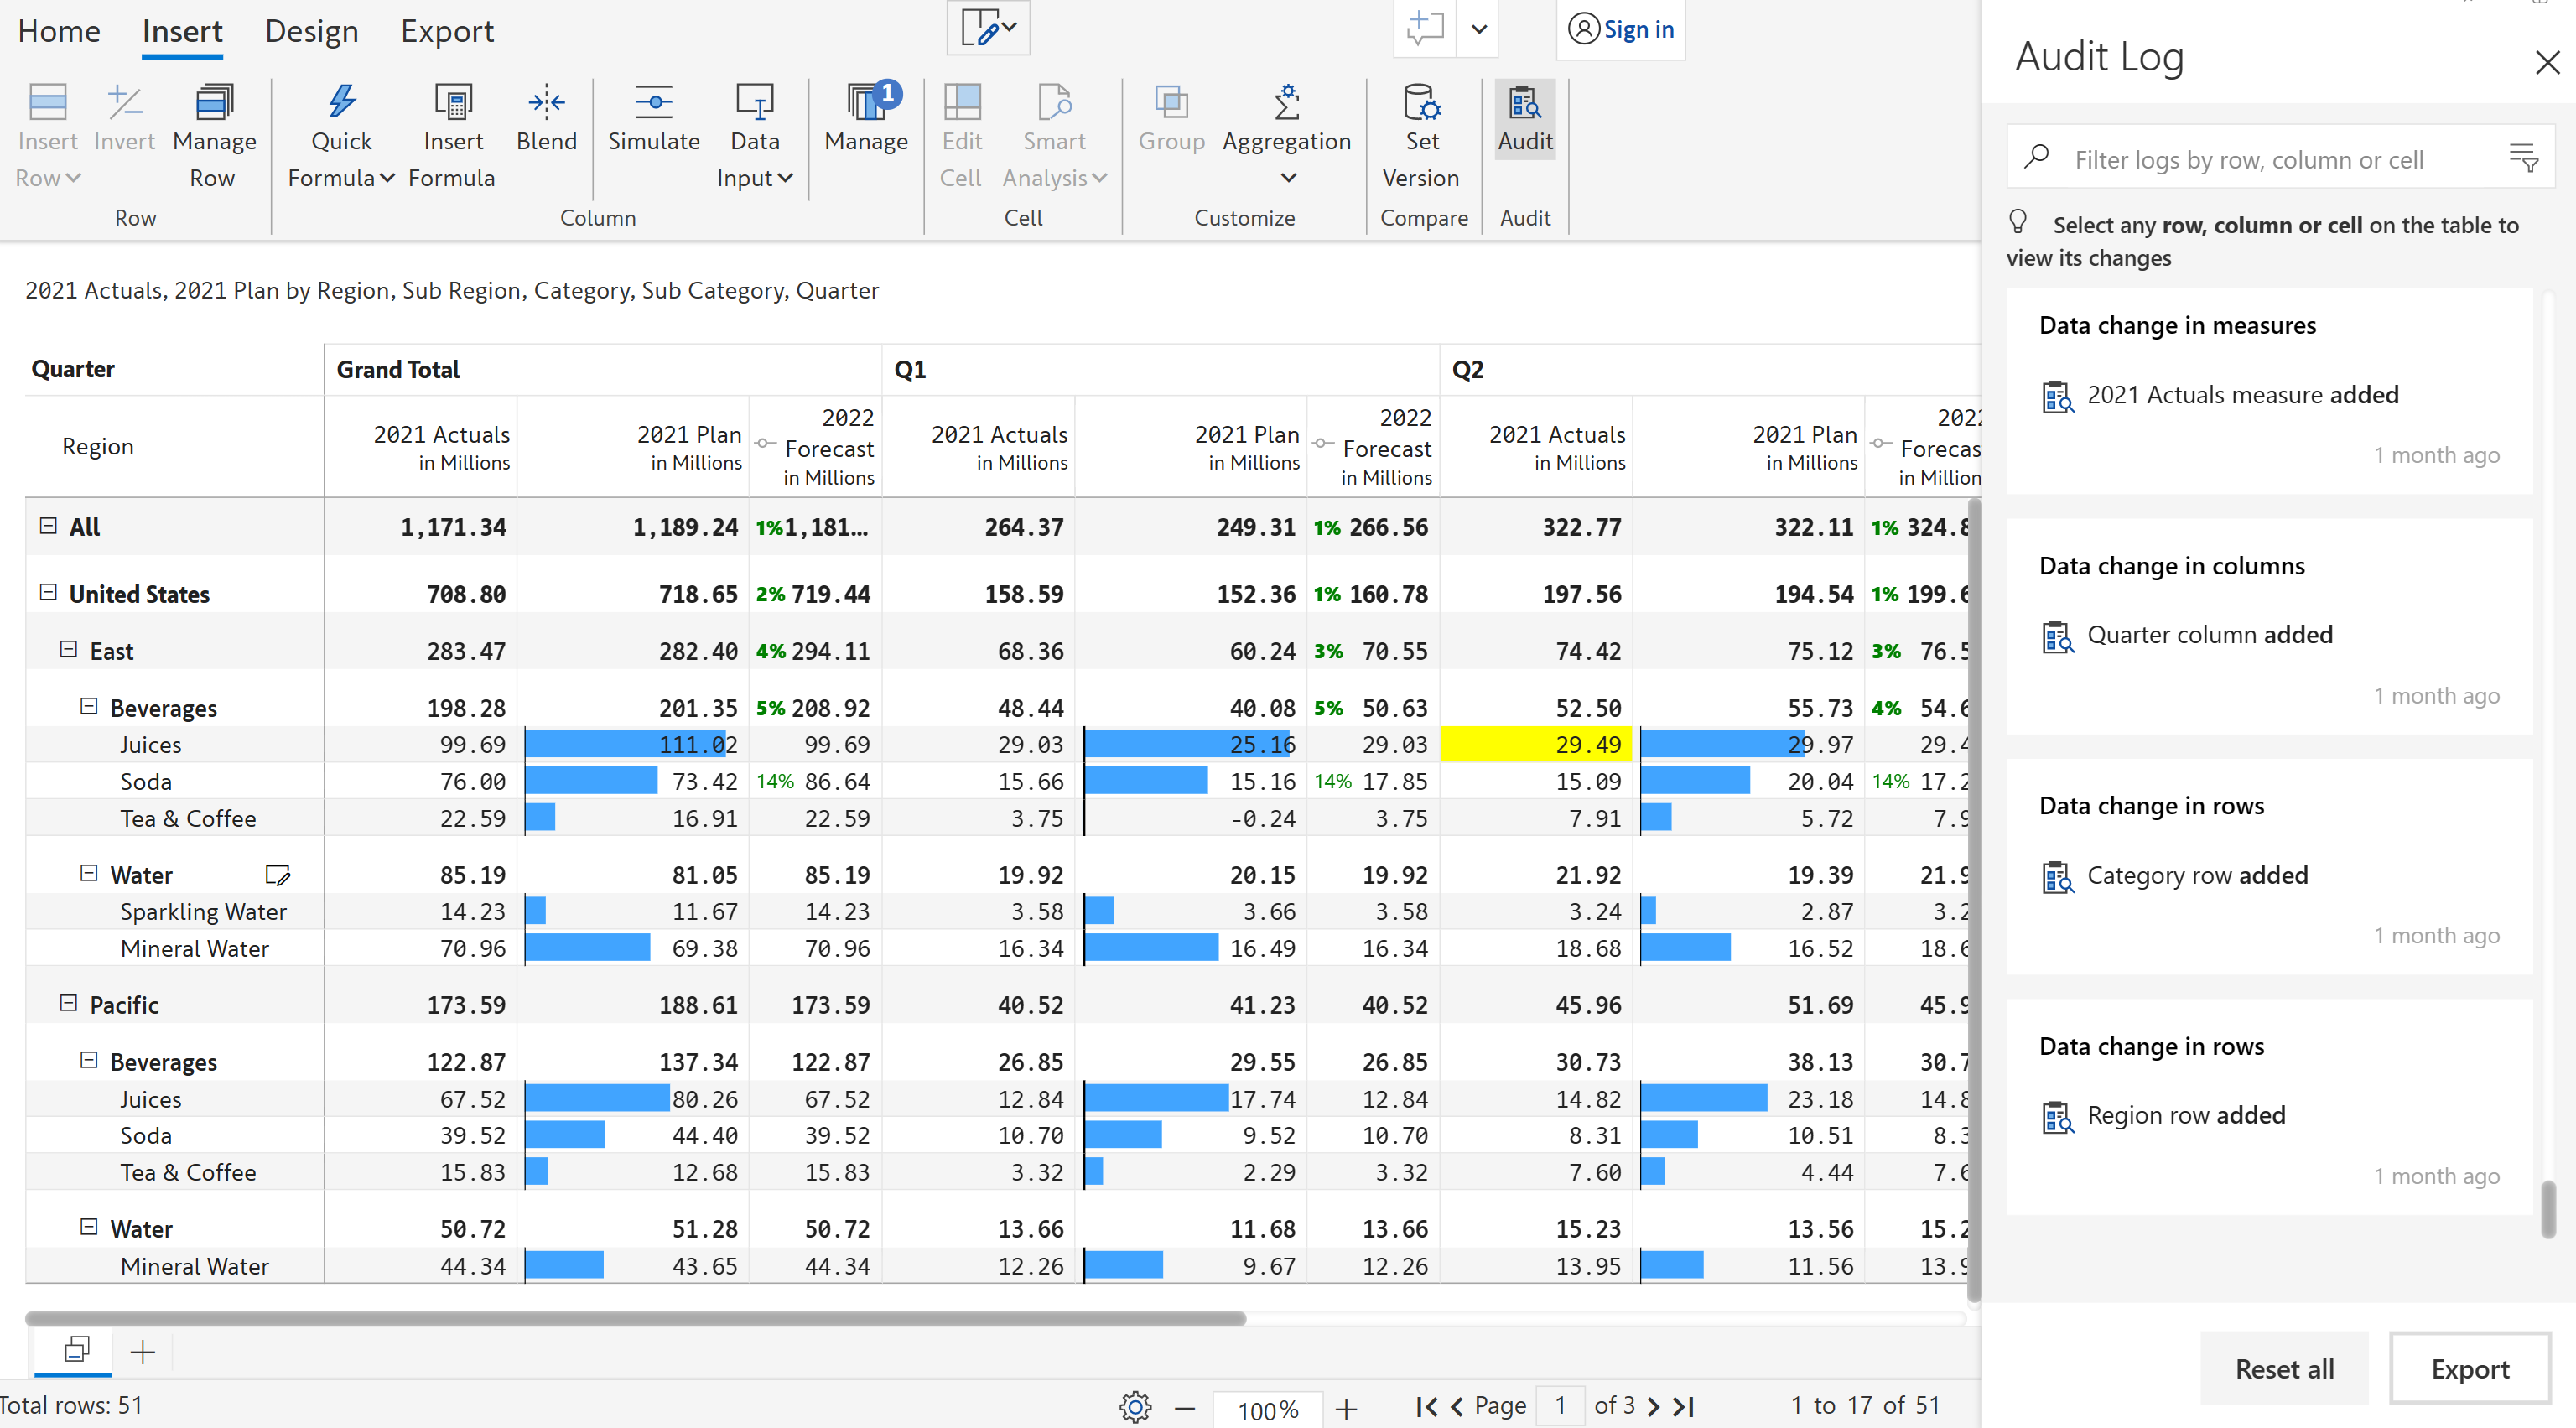 Home Insert Design Export Sign in
Insert Row Invert Manage Row Quick Formula Insert Formula Blend Simulate Data Input Manage 1 Edit Cell Smart Analysis Group Aggregation Set Version Audit
Row Column Cell Customize Compare Audit
2021 Actuals, 2021 Plan by Region, Sub Region, Category, Sub Category, Quarter
Quarter Grand Total Q1 Q2
Region 2021 Actuals in Millions 2021 Plan in Millions 2022 Forecast in Millions 2021 Actuals in Millions 2021 Plan in Millions 2022 Forecast in Millions 2021 Actuals in Millions 2021 Plan in Millions 2022 Forecas in Million
All 1,171.34 1,189.24 1% 1,181... 264.37 249.31 1% 266.56 322.77 322.11 1% 324.8
United States 708.80 718.65 2% 719.44 158.59 152.36 1% 160.78 197.56 194.54 1% 199.6
East 283.47 282.40 4% 294.11 68.36 60.24 3% 70.55 74.42 75.12 3% 76.5
Beverages 198.28 201.35 5% 208.92 48.44 40.08 5% 50.63 52.50 55.73 4% 54.6
Juices 99.69 111.02 99.69 29.03 25.16 29.03 29.49 29.97 29.4
Soda 76.00 73.42 14% 86.64 15.66 15.16 14% 17.85 15.09 20.04 14% 17.2
Tea & Coffee 22.59 16.91 22.59 3.75 -0.24 3.75 7.91 5.72 7.9
Water 85.19 81.05 85.19 19.92 20.15 19.92 21.92 19.39 21.9
Sparkling Water 14.23 11.67 14.23 3.58 3.66 3.58 3.24 2.87 3.2
Mineral Water 70.96 69.38 70.96 16.34 16.49 16.34 18.68 16.52 18.6
Pacific 173.59 188.61 173.59 40.52 41.23 40.52 45.96 51.69 45.9
Beverages 122.87 137.34 122.87 26.85 29.55 26.85 30.73 38.13 30.7
Juices 67.52 80.26 67.52 12.84 17.74 12.84 14.82 23.18 14.8
Soda 39.52 44.40 39.52 10.70 9.52 10.70 8.31 10.51 8.3
Tea & Coffee 15.83 12.68 15.83 3.32 2.29 3.32 7.60 4.44 7.6
Water 50.72 51.28 50.72 13.66 11.68 13.66 15.23 13.56 15.2
Mineral Water 44.34 43.65 44.34 12.26 9.67 12.26 13.95 11.56 13.9
Total rows: 51 100% Page 1 of 3 1 to 17 of 51
Audit Log
Filter logs by row, column or cell
Select any row, column or cell on the table to
view its changes
Data change in measures
2021 Actuals measure added
1 month ago
Data change in columns
Quarter column added
1 month ago
Data change in rows
Category row added
1 month ago
Data change in rows
Region row added
1 month ago
Reset all Export